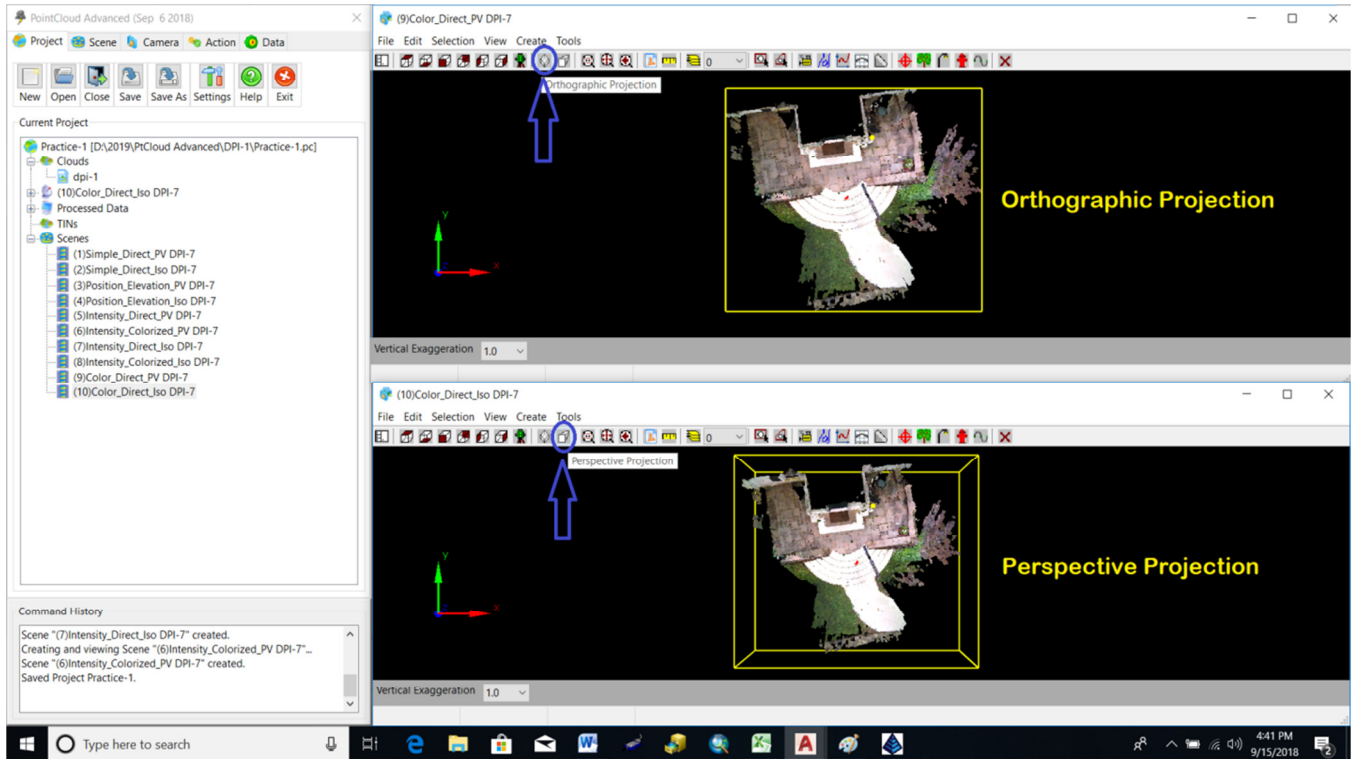 PointCloud Advanced (Sep 6 2018)
Project Scene Camera Action Data
New Open Close Save Save As Settings Help Exit
Current Project
Practice-1 [D:\2019\PtCloud Advanced\DPI-1\Practice-1.pc]
Clouds
dpi-1
(10)Color_Direct_Iso DPI-7
Processed Data
TINs
Scenes
(1)Simple_Direct_PV DPI-7
(2)Simple_Direct_Iso DPI-7
(3)Position_Elevation_PV DPI-7
(4)Position_Elevation_Iso DPI-7
(5)Intensity_Direct_PV DPI-7
(6)Intensity_Colorized_PV DPI-7
(7)Intensity_Direct_Iso DPI-7
(8)Intensity_Colorized_Iso DPI-7
(9)Color_Direct_PV DPI-7
(10)Color_Direct_Iso DPI-7
Command History
Scene "(7)Intensity_Direct_Iso DPI-7" created.
Creating and viewing Scene "(6)Intensity_Colorized_PV DPI-7"...
Scene "(6)Intensity_Colorized_PV DPI-7" created.
Saved Project Practice-1.
(9)Color_Direct_PV DPI-7
File Edit Selection View Create Tools
0
Orthographic Projection
Orthographic Projection
y
x
Vertical Exaggeration 1.0
(10)Color_Direct_Iso DPI-7
File Edit Selection View Create Tools
0
Perspective Projection
Perspective Projection
y
x
Vertical Exaggeration 1.0
Type here to search
4:41 PM
9/15/2018
2